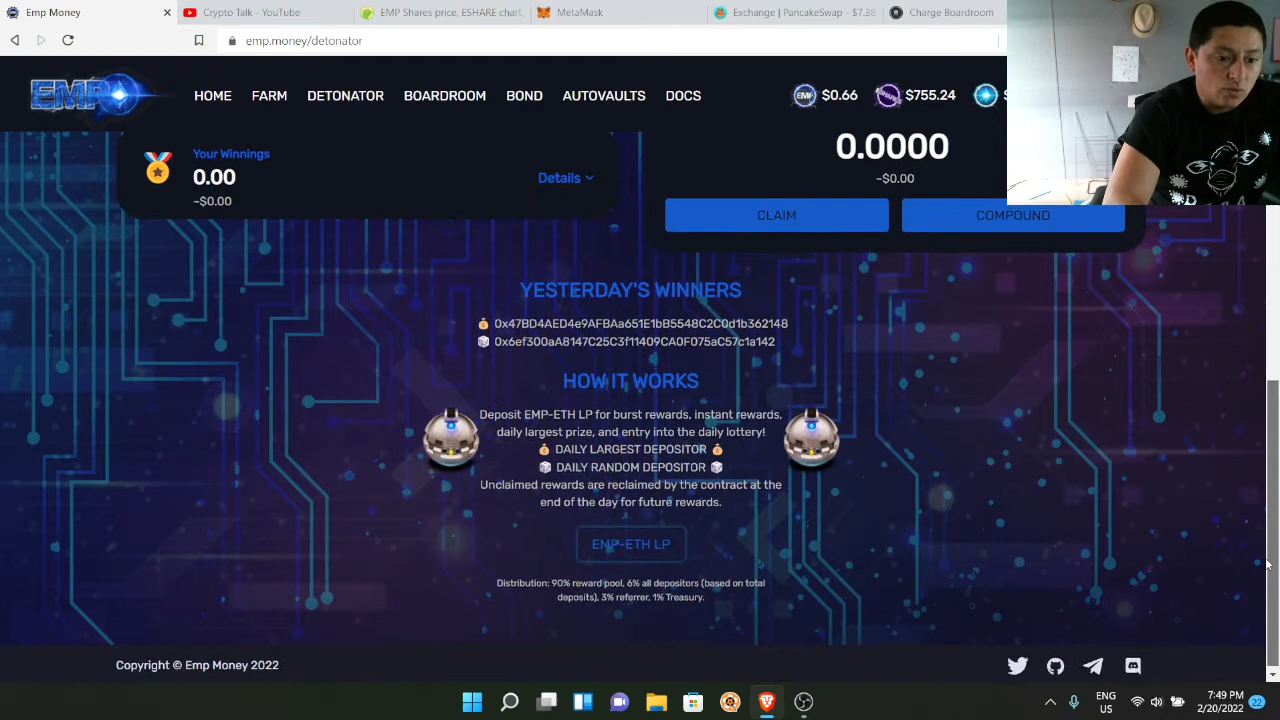 Emp Money
Crypto Talk - YouTube
EMP Shares price, ESHARE chart,
MetaMask
Exchange | PancakeSwap - $7.38
Charge Boardroom
emp.money/detonator
EMP
HOME FARM DETONATOR BOARDROOM BOND AUTOVAULTS DOCS
$0.66 $755.24
Your Winnings
0.00
~$0.00
Details
0.0000
~$0.00
CLAIM
COMPOUND
YESTERDAY'S WINNERS
0x47BD4AED4e9AFBAa651E1bB5548C2C0d1b362148
0x6ef300aA8147C25C3f11409CA0F075aC57c1a142
HOW IT WORKS
Deposit EMP-ETH LP for burst rewards, instant rewards,
daily largest prize, and entry into the daily lottery!
DAILY LARGEST DEPOSITOR
DAILY RANDOM DEPOSITOR
Unclaimed rewards are reclaimed by the contract at the
end of the day for future rewards.
EMP-ETH LP
Distribution: 90% reward pool, 6% all depositors (based on total
deposits), 3% referrer, 1% Treasury.
Copyright © Emp Money 2022
ENG
US
7:49 PM
2/20/2022
22